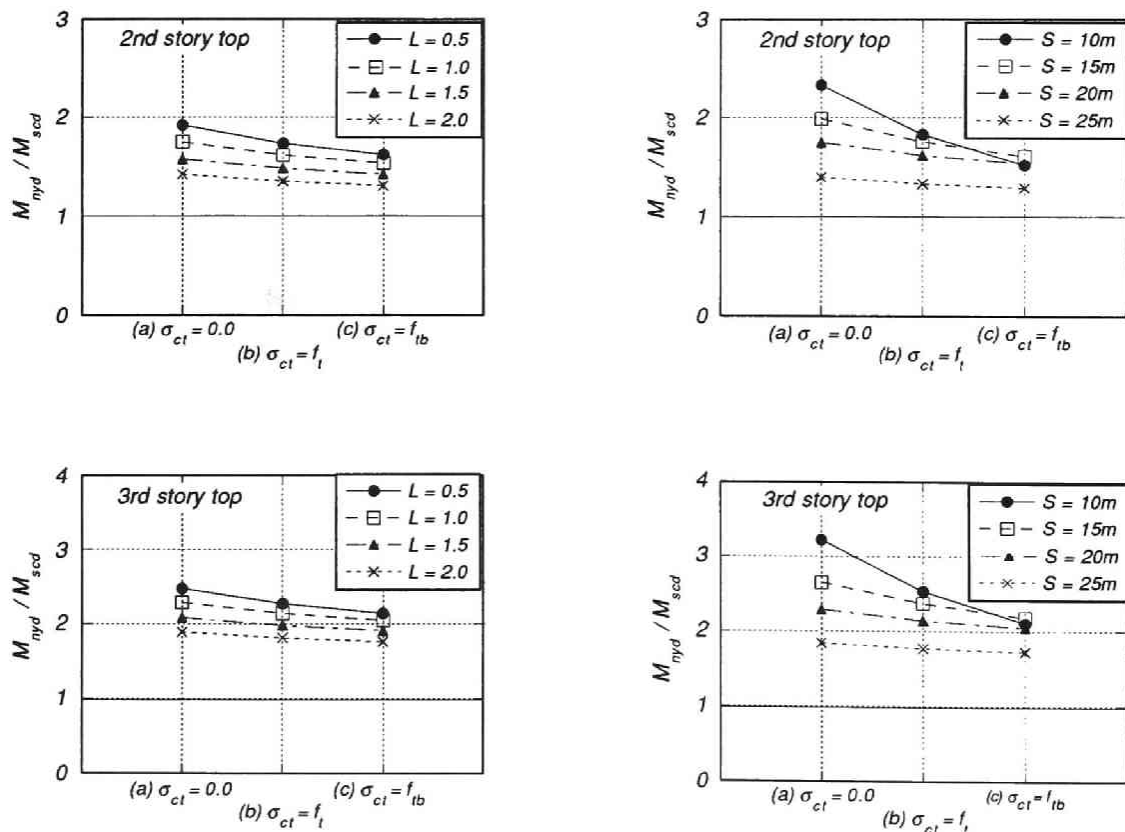 3
2
1
0
M_nyd / M_scd
2nd story top
L = 0.5
L = 1.0
L = 1.5
L = 2.0
(a) σ_ct = 0.0
(b) σ_ct = f_t
(c) σ_ct = f_tb
3
2
1
0
M_nyd / M_scd
2nd story top
S = 10m
S = 15m
S = 20m
S = 25m
(a) σ_ct = 0.0
(b) σ_ct = f_t
(c) σ_ct = f_tb
4
3
2
1
0
M_nyd / M_scd
3rd story top
L = 0.5
L = 1.0
L = 1.5
L = 2.0
(a) σ_ct = 0.0
(b) σ_ct = f_t
(c) σ_ct = f_tb
4
3
2
1
0
M_nyd / M_scd
3rd story top
S = 10m
S = 15m
S = 20m
S = 25m
(a) σ_ct = 0.0
(b) σ_ct = f_t
(c) σ_ct = f_tb